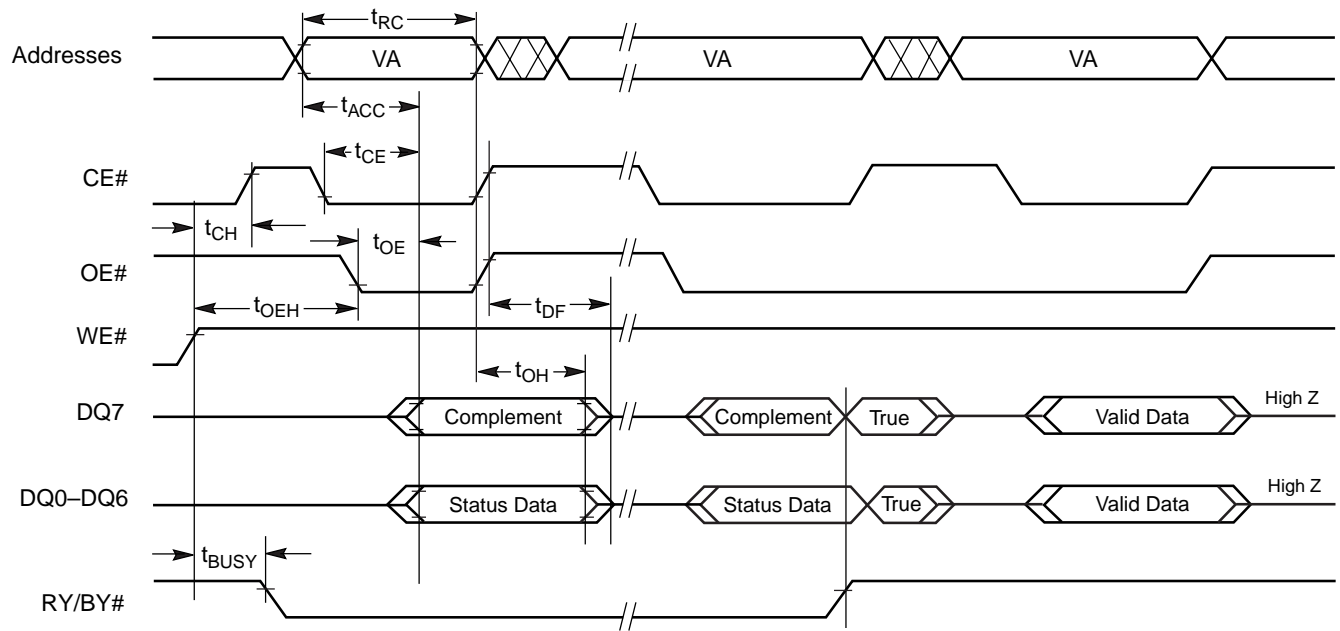 tRC
Addresses VA VA VA
tACC
tCE
CE#
tCH tOE
OE#
tOEH tDF
WE#
tOH
DQ7 Complement Complement True Valid Data High Z
DQ0–DQ6 Status Data Status Data True Valid Data High Z
tBUSY
RY/BY#